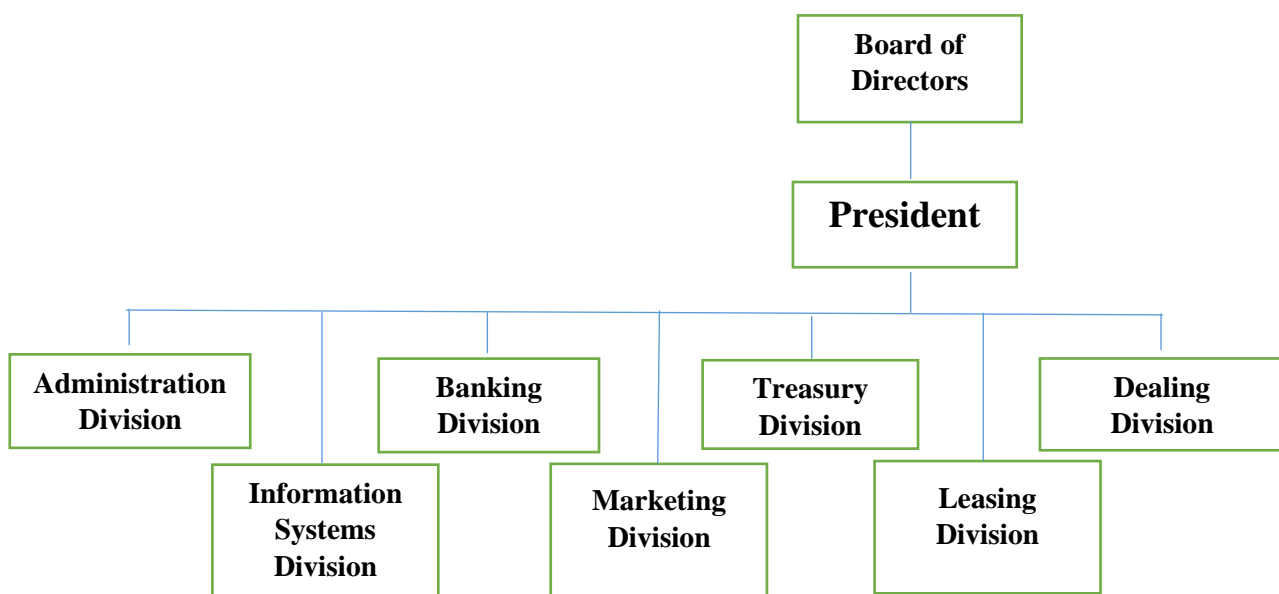 Board of
Directors
President
Administration
Division
Banking
Division
Treasury
Division
Dealing
Division
Information
Systems
Division
Marketing
Division
Leasing
Division